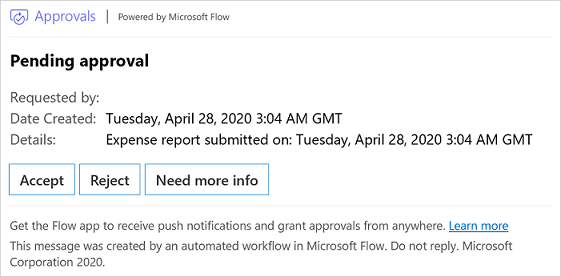 Approvals | Powered by Microsoft Flow
Pending approval
Requested by:
Date Created: Tuesday, April 28, 2020 3:04 AM GMT
Details: Expense report submitted on: Tuesday, April 28, 2020 3:04 AM GMT
Accept Reject Need more info
Get the Flow app to receive push notifications and grant approvals from anywhere. Learn more
This message was created by an automated workflow in Microsoft Flow. Do not reply. Microsoft
Corporation 2020.